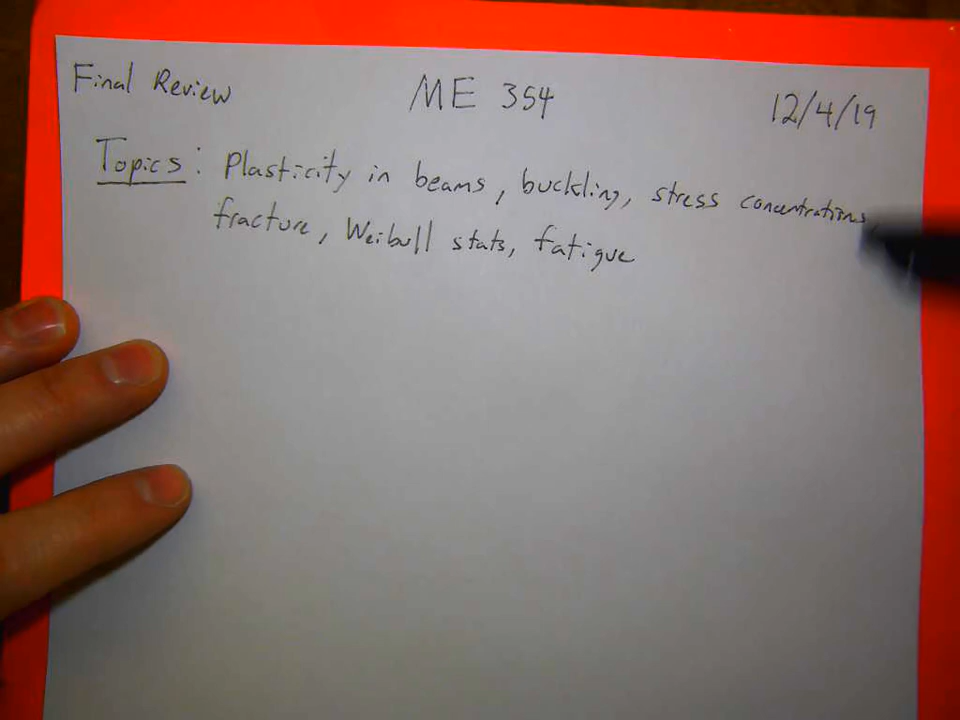 Final Review ME 354 12/4/19
Topics: Plasticity in beams, buckling, stress concentrations,
fracture, Weibull stats, fatigue